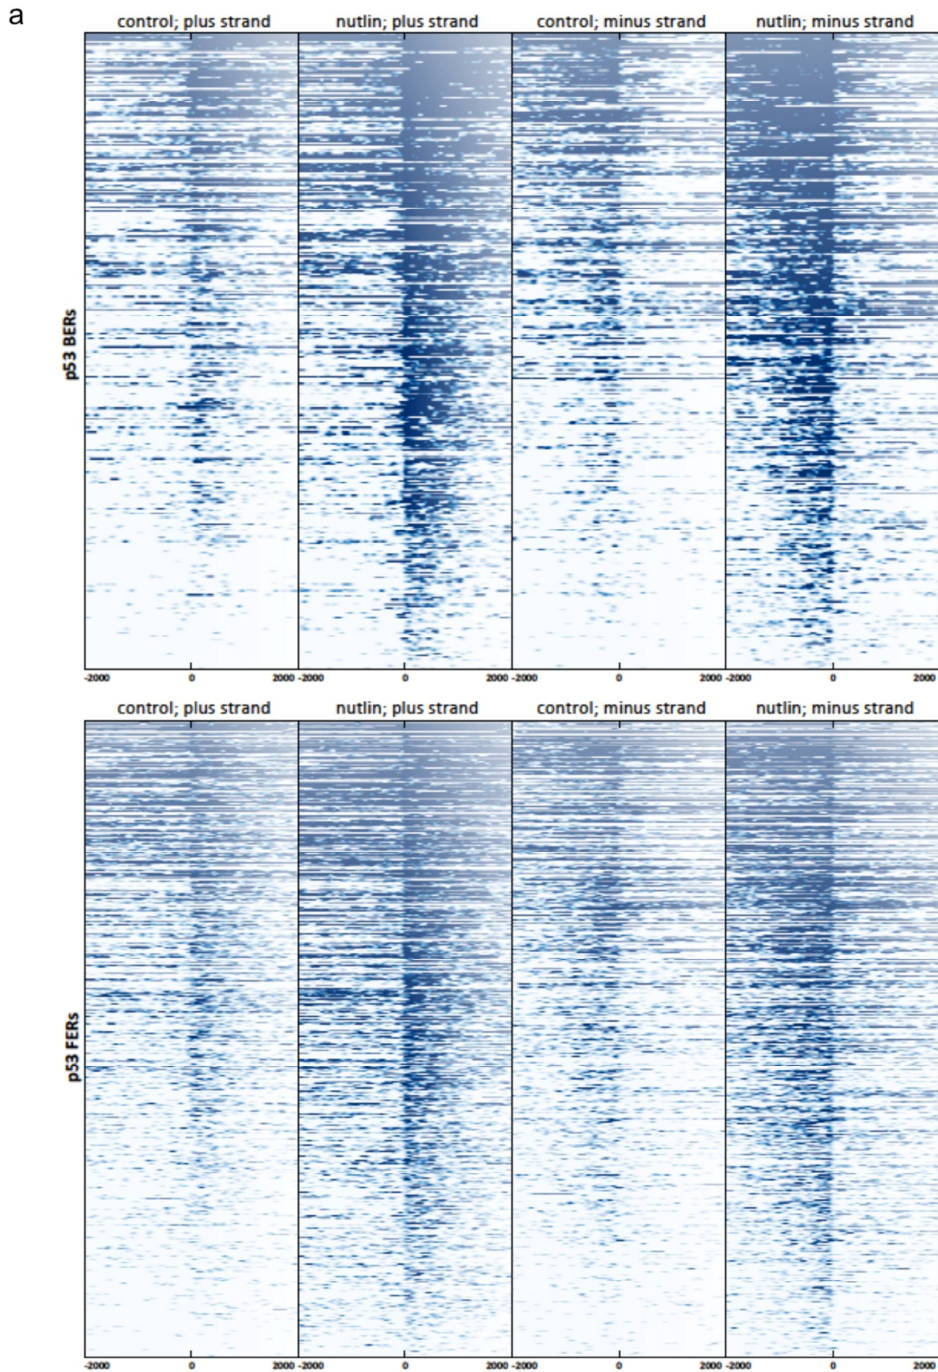 a
control; plus strand nutlin; plus strand control; minus strand nutlin; minus strand
p53 BERs
-2000 0 2000 -2000 0 2000 -2000 0 2000 -2000 0 2000
control; plus strand nutlin; plus strand control; minus strand nutlin; minus strand
p53 FERs
-2000 0 2000 -2000 0 2000 -2000 0 2000 -2000 0 2000